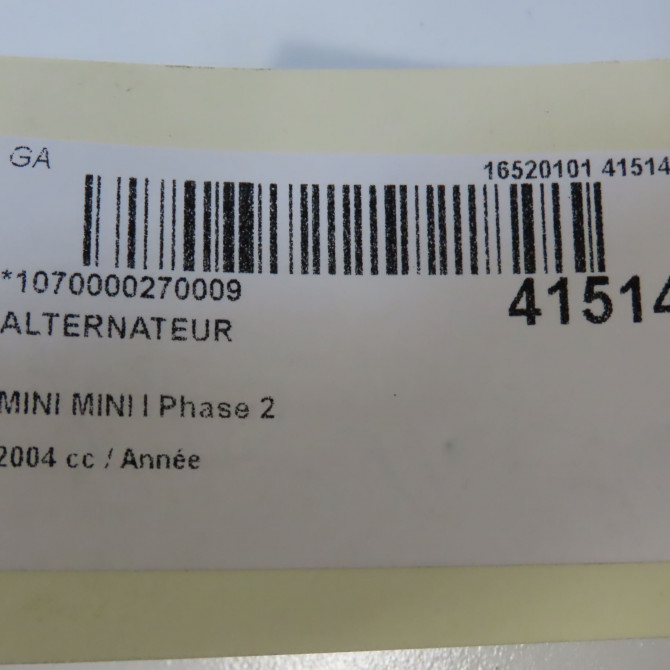 GA
16520101 41514
*1070000270009
41514
ALTERNATEUR
MINI MINI I Phase 2
2004 cc / Année